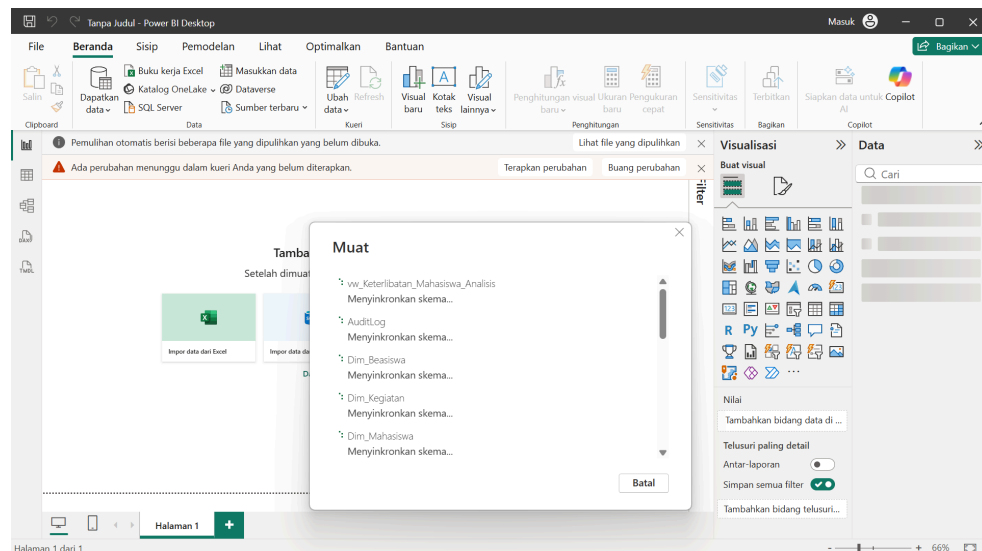 Tanpa Judul - Power BI Desktop
Masuk
File Beranda Sisip Pemodelan Lihat Optimalkan Bantuan
Bagikan
Salin
Dapatkan data
Buku kerja Excel
Katalog OneLake
SQL Server
Masukkan data
Dataverse
Sumber terbaru
Ubah data
Refresh
Visual baru
Kotak teks
Visual lainnya
Penghitungan visual baru
Ukuran baru
Pengukuran cepat
Sensitivitas
Terbitkan
Siapkan data untuk AI
Copilot
Clipboard Data Kueri Sisip Penghitungan Sensitivitas Bagikan Copilot
Pemulihan otomatis berisi beberapa file yang dipulihkan yang belum dibuka. Lihat file yang dipulihkan
Ada perubahan menunggu dalam kueri Anda yang belum diterapkan. Terapkan perubahan Buang perubahan
DAX
TMDL
Filter
Tamba
Setelah dimuat
Impor data dari Excel
Impor data da
Da
Muat
vw_Keterlibatan_Mahasiswa_Analisis
Menyinkronkan skema...
AuditLog
Menyinkronkan skema...
Dim_Beasiswa
Menyinkronkan skema...
Dim_Kegiatan
Menyinkronkan skema...
Dim_Mahasiswa
Menyinkronkan skema...
Batal
Visualisasi
Buat visual
123
R Py
Nilai
Tambahkan bidang data di ...
Telusuri paling detail
Antar-laporan
Simpan semua filter
Tambahkan bidang telusuri...
Data
Cari
Halaman 1
Halaman 1 dari 1
66%